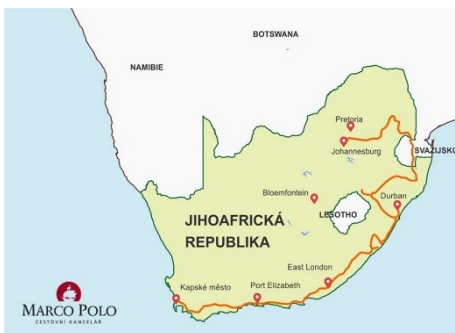 BOTSWANA
NAMIBIE
Pretoria
Johannesburg
SVAZIJSKO
Bloemfontein
LESOTHO
Durban
JIHOAFRICKÁ
REPUBLIKA
East London
Kapské město
Port Elizabeth
MARCO POLO
CESTOVNÍ KANCELÁŘ